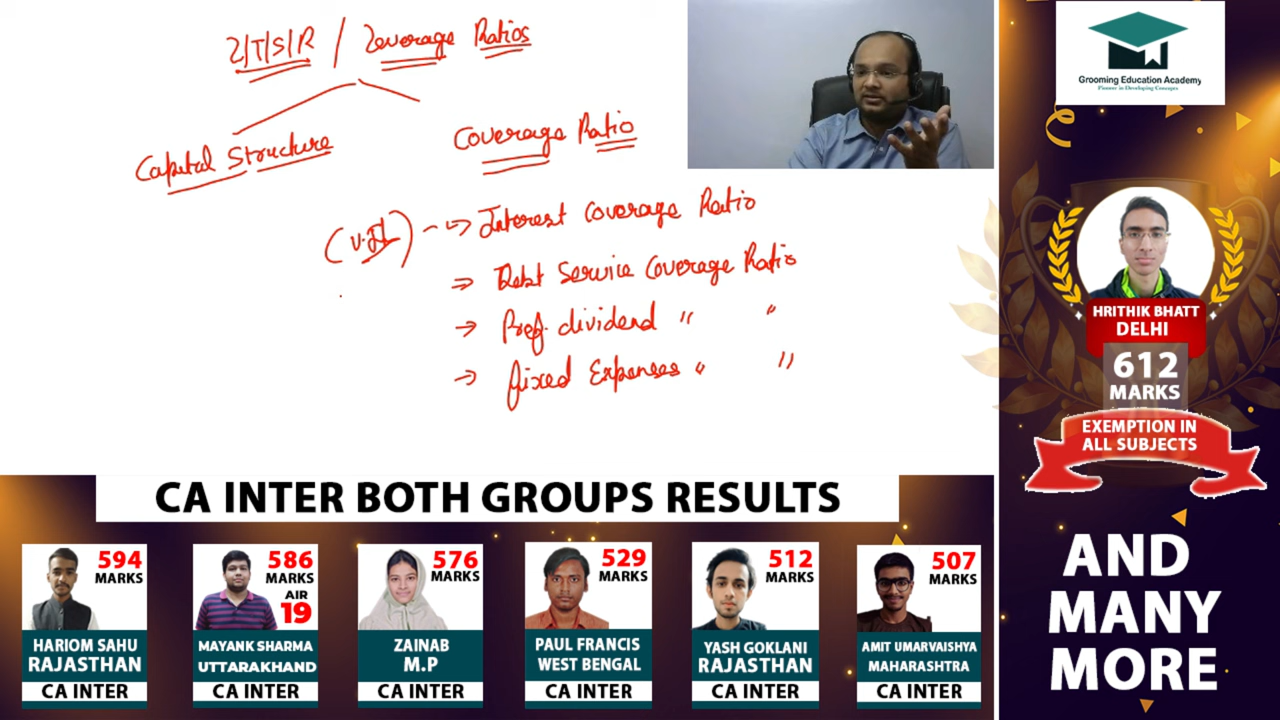 L/T/S/R / Leverage Ratios
Capital Structure
Coverage Ratio
(V. II) → Interest Coverage Ratio
⇒ Debt Service Coverage Ratio
→ Pref. dividend " "
→ fixed Expenses " "
Grooming Education Academy
Pioneer in Developing Concepts
HRITHIK BHATT
DELHI
612
MARKS
EXEMPTION IN
ALL SUBJECTS
AND
MANY
MORE
CA INTER BOTH GROUPS RESULTS
594
MARKS
HARIOM SAHU
RAJASTHAN
CA INTER
586
MARKS
AIR
19
MAYANK SHARMA
UTTARAKHAND
CA INTER
576
MARKS
ZAINAB
M.P
CA INTER
529
MARKS
PAUL FRANCIS
WEST BENGAL
CA INTER
512
MARKS
YASH GOKLANI
RAJASTHAN
CA INTER
507
MARKS
AMIT UMARVAISHYA
MAHARASHTRA
CA INTER